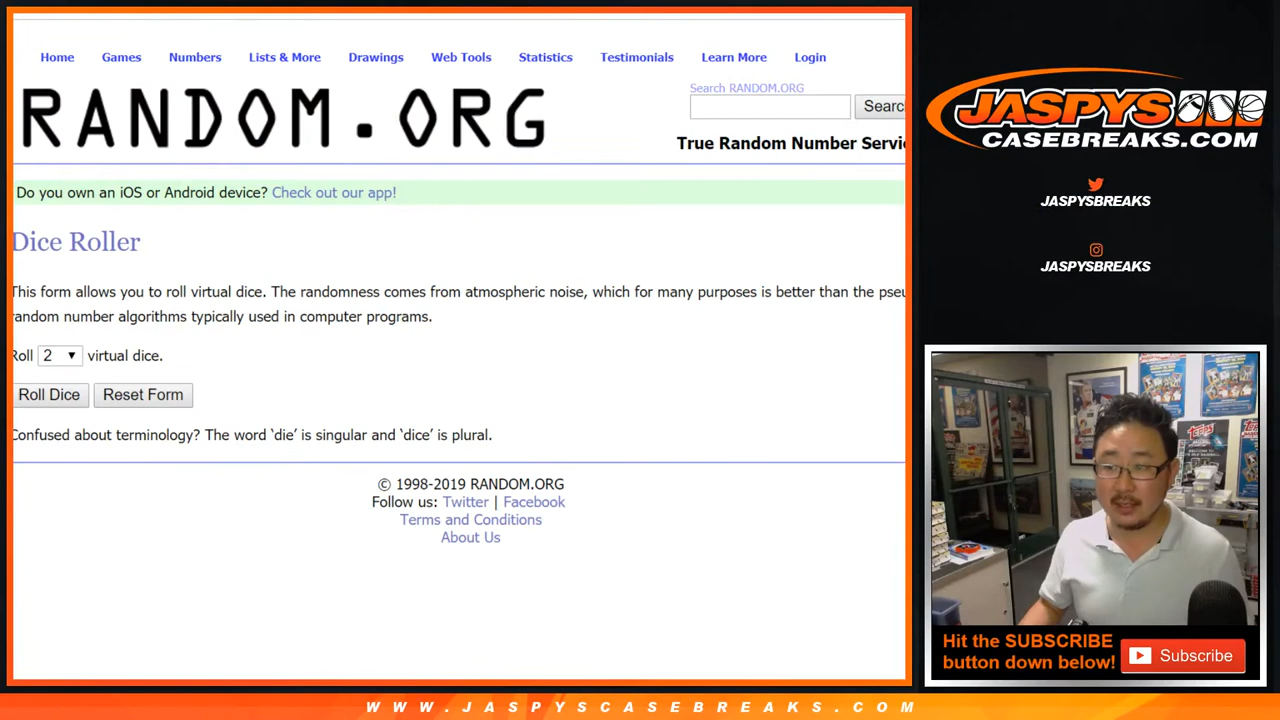 Home Games Numbers Lists & More Drawings Web Tools Statistics Testimonials Learn More Login
RANDOM.ORG
Search RANDOM.ORG
Searc
True Random Number Servi
Do you own an iOS or Android device? Check out our app!
Dice Roller
This form allows you to roll virtual dice. The randomness comes from atmospheric noise, which for many purposes is better than the pseu
random number algorithms typically used in computer programs.
Roll 2 virtual dice.
Roll Dice Reset Form
Confused about terminology? The word ‘die’ is singular and ‘dice’ is plural.
© 1998-2019 RANDOM.ORG
Follow us: Twitter | Facebook
Terms and Conditions
About Us
JASPYS
CASEBREAKS.COM
JASPYSBREAKS
JASPYSBREAKS
TOPPS
Hit the SUBSCRIBE
button down below!
Subscribe
WWW.JASPYSCASEBREAKS.COM